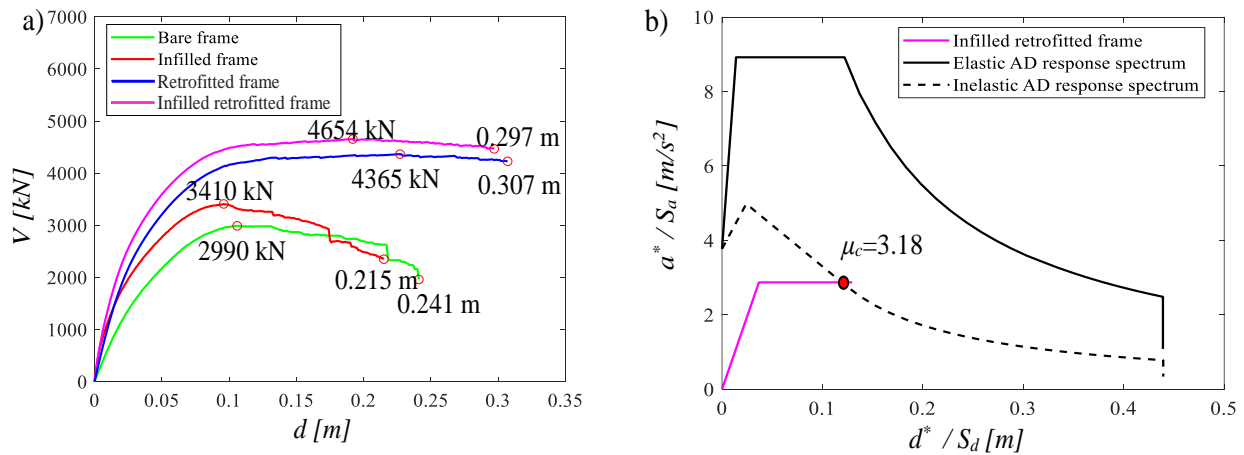 a)
7000
6000
5000
4000
3000
2000
1000
0
V [kN]
Bare frame
Infilled frame
Retrofitted frame
Infilled retrofitted frame
4654 kN
0.297 m
4365 kN
0.307 m
3410 kN
2990 kN
0.215 m
0.241 m
0 0.05 0.1 0.15 0.2 0.25 0.3 0.35
d [m]
b)
10
8
6
4
2
0
a* / Sa [m/s²]
Infilled retrofitted frame
Elastic AD response spectrum
Inelastic AD response spectrum
μc=3.18
0 0.1 0.2 0.3 0.4 0.5
d* / Sd [m]